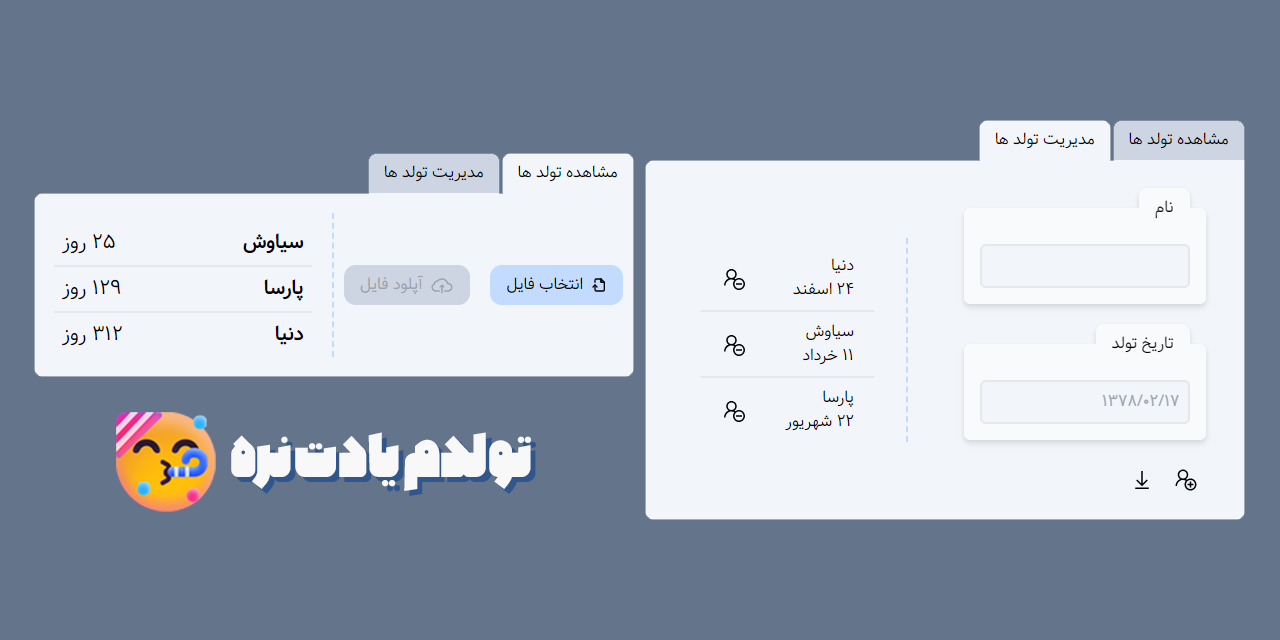 مشاهده تولد ها
مدیریت تولد ها
نام
تاریخ تولد
۱۳۷۸/۰۲/۱۷
دنیا
۲۴ اسفند
سیاوش
۱۱ خرداد
پارسا
۲۲ شهریور
مشاهده تولد ها
مدیریت تولد ها
انتخاب فایل
آپلود فایل
سیاوش ۲۵ روز
پارسا ۱۲۹ روز
دنیا ۳۱۲ روز
تولدم یادت نره